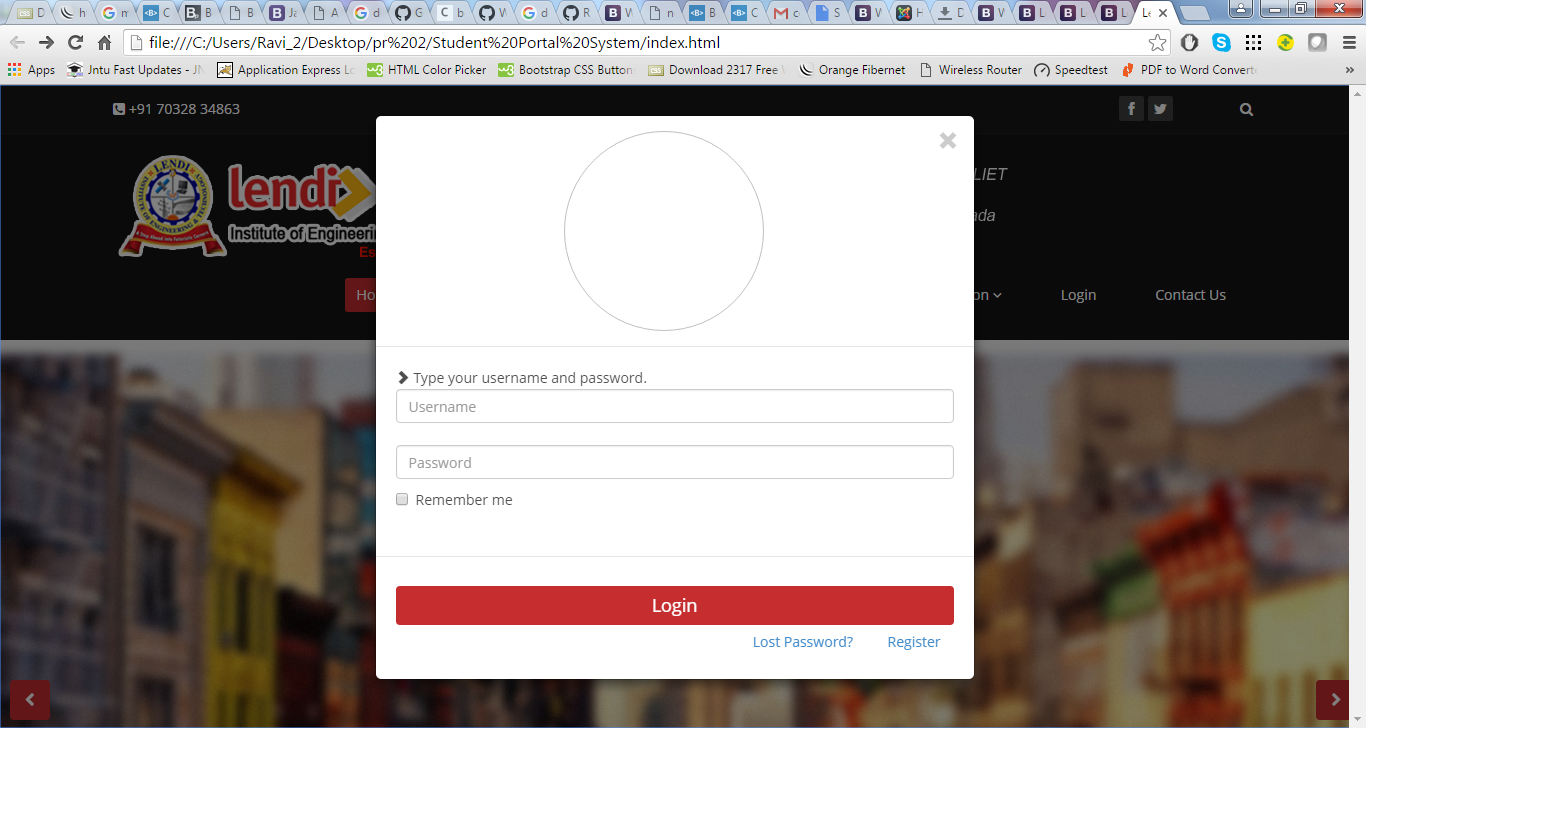 file:///C:/Users/Ravi_2/Desktop/pr%202/Student%20Portal%20System/index.html
Apps
Jntu Fast Updates - JN
Application Express Lo
HTML Color Picker
Bootstrap CSS Button
Download 2317 Free
Orange Fibernet
Wireless Router
Speedtest
PDF to Word Convert
»
+91 70328 34863
LENDI
lendi
Institute of Engineeri
Es
LIET
ada
Ho
on
Login
Contact Us
Type your username and password.
Username
Password
Remember me
Login
Lost Password?
Register